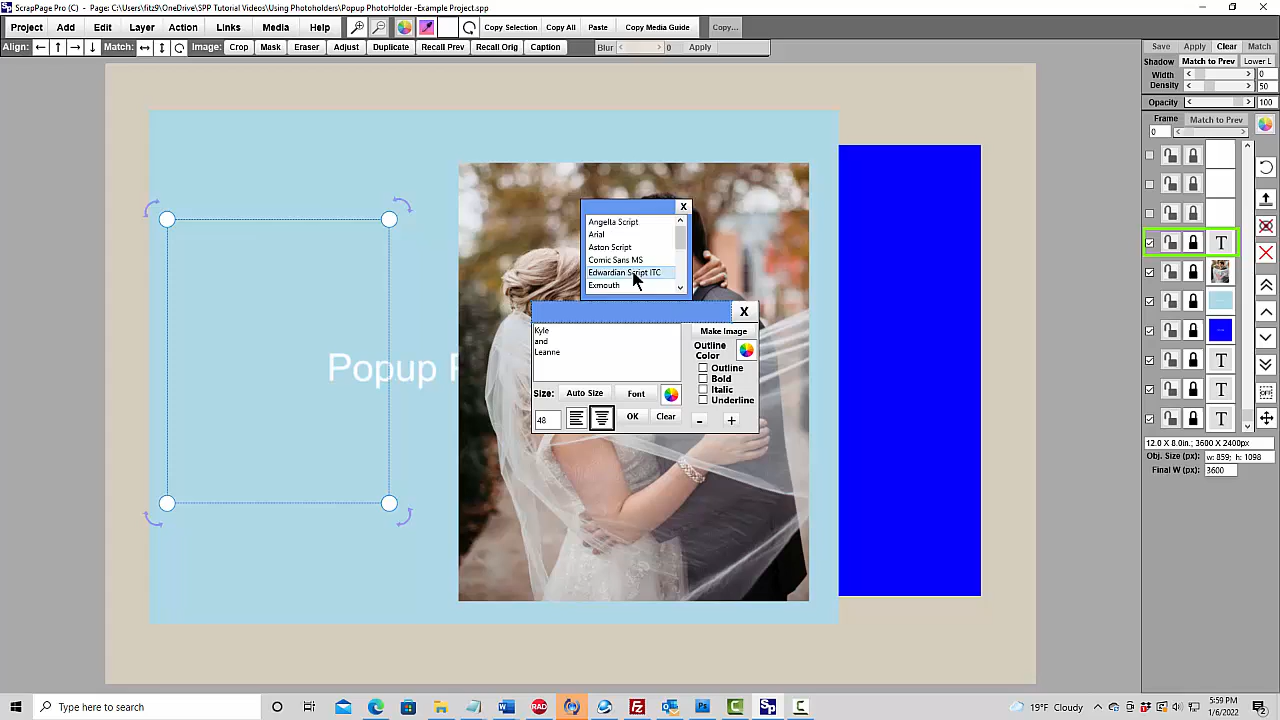 ScrapPage Pro (C) - Page: C:\Users\fitz9\OneDrive\SPP Tutorial Videos\Using Photoholders\Popup PhotoHolder -Example Project.spp
Project Add Edit Layer Action Links Media Project Copy Selection Copy All Paste Copy Media Guide Copy...
Align: Match: Image: Crop Mask Eraser Adjust Duplicate Recall Prev Recall Orig Caption Blur 0 Apply
Save Apply Clear Match
Shadow Match to Prev Lower L
Width 0
Density 50
Opacity 100
Frame Match to Prev
0
X
Angella Script
Arial
Aston Script
Comic Sans MS
Edwardian Script ITC
Exmouth
X
Kyle
and
Leanne
Make Image
Outline
Color
Outline
Bold
Italic
Underline
Size: Auto Size Font
48 OK Clear - +
Popup
T
T
T
T
12.0 X 8.0in.; 3600 X 2400px
Obj. Size (px): w: 859; h: 1098
Final W (px): 3600
Type here to search
RAD
W
Fz
Ps
Sp
19°F Cloudy
5:59 PM
1/6/2022
2